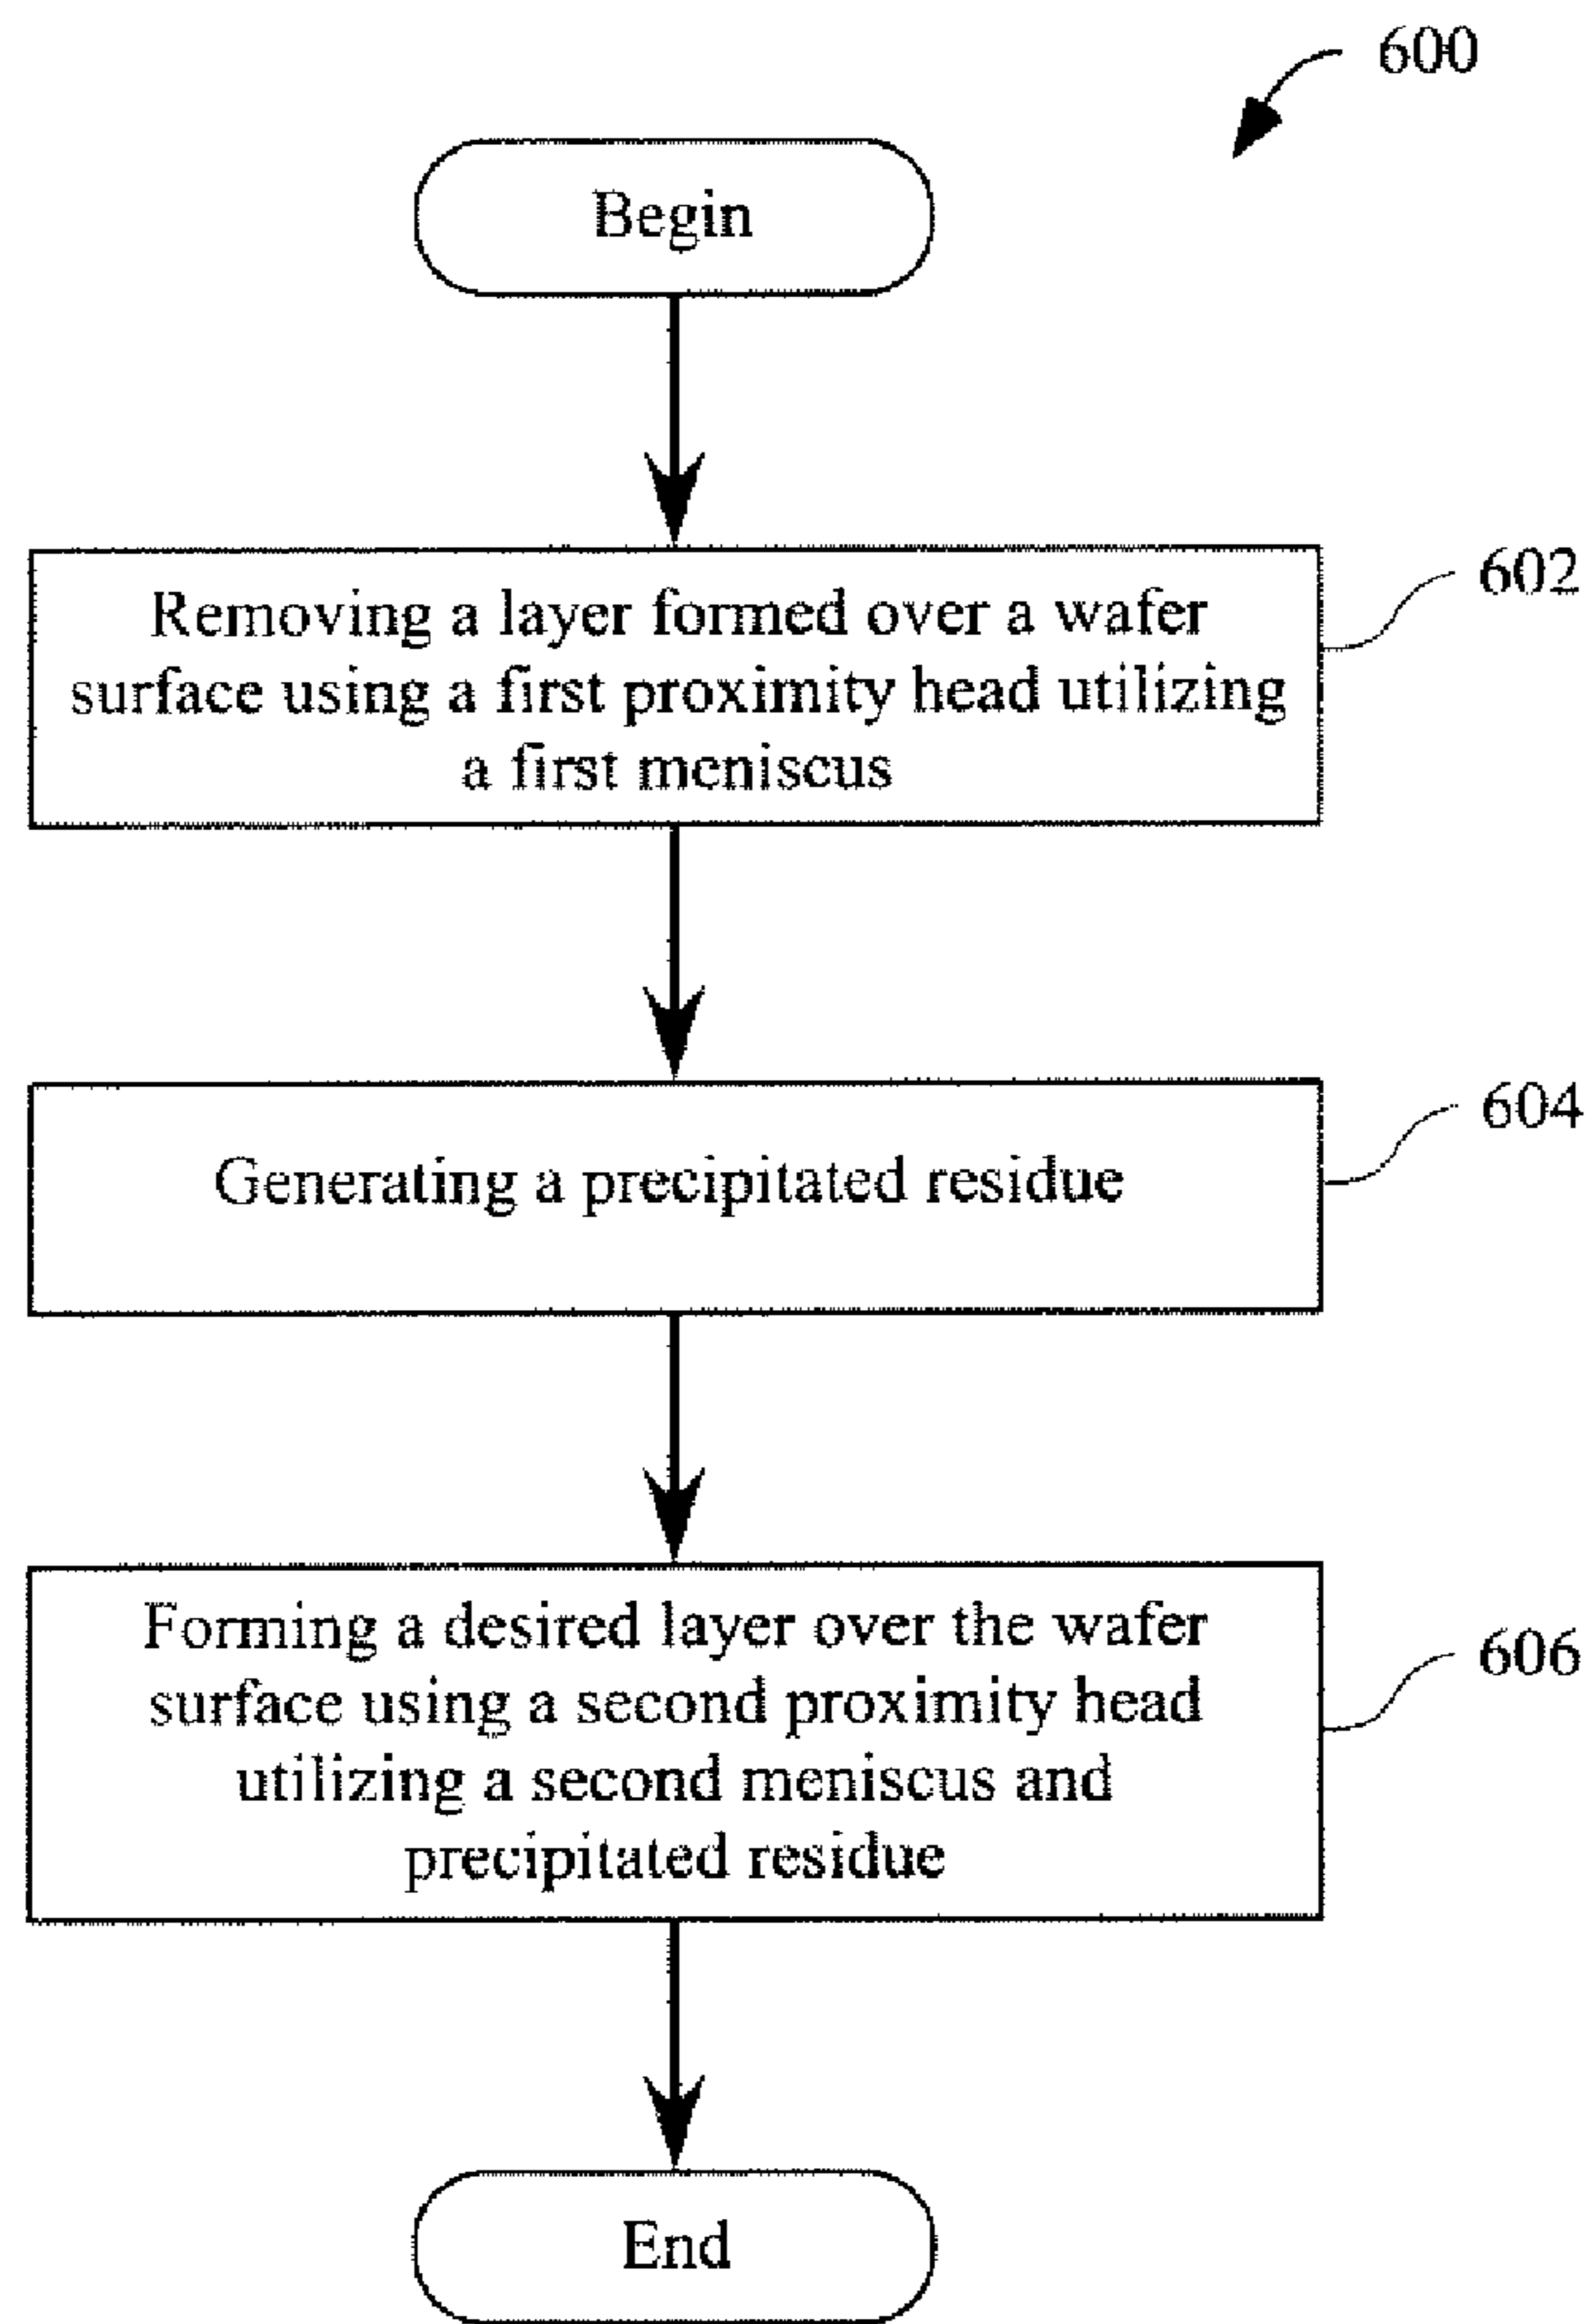 600
Begin
Removing a layer formed over a wafer
surface using a first proximity head utilizing
a first meniscus
602
Generating a precipitated residue
604
Forming a desired layer over the wafer
surface using a second proximity head
utilizing a second meniscus and
precipitated residue
606
End